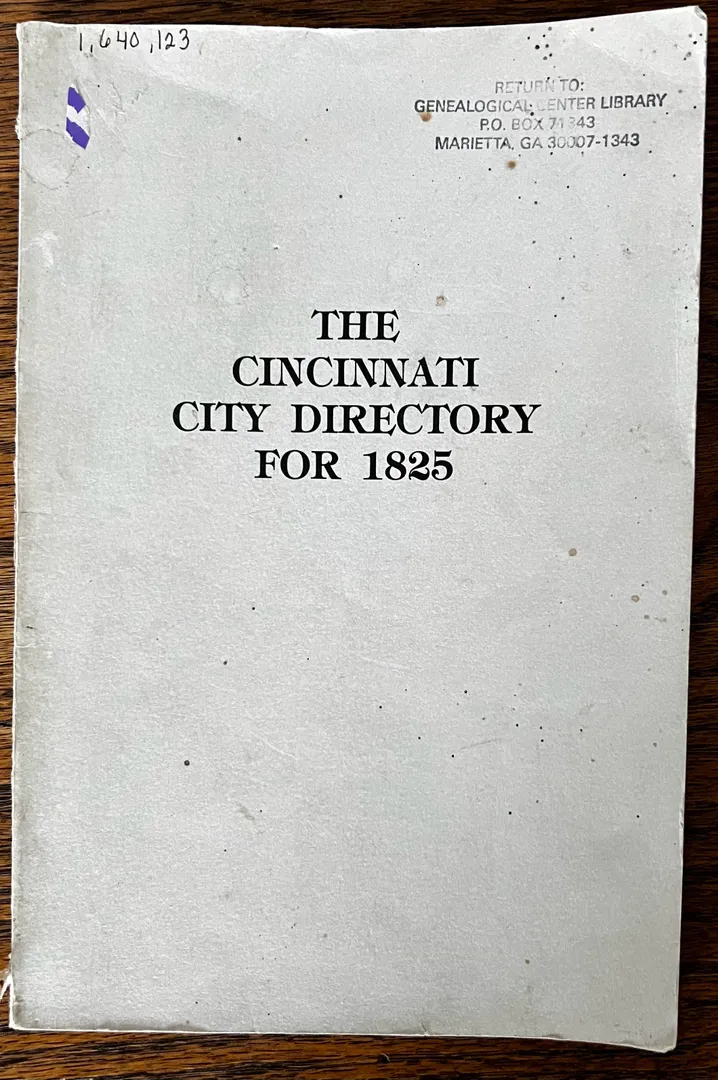 1,640,123
RETURN TO:
GENEALOGICAL CENTER LIBRARY
P.O. BOX 71343
MARIETTA, GA 30007-1343
THE
CINCINNATI
CITY DIRECTORY
FOR 1825